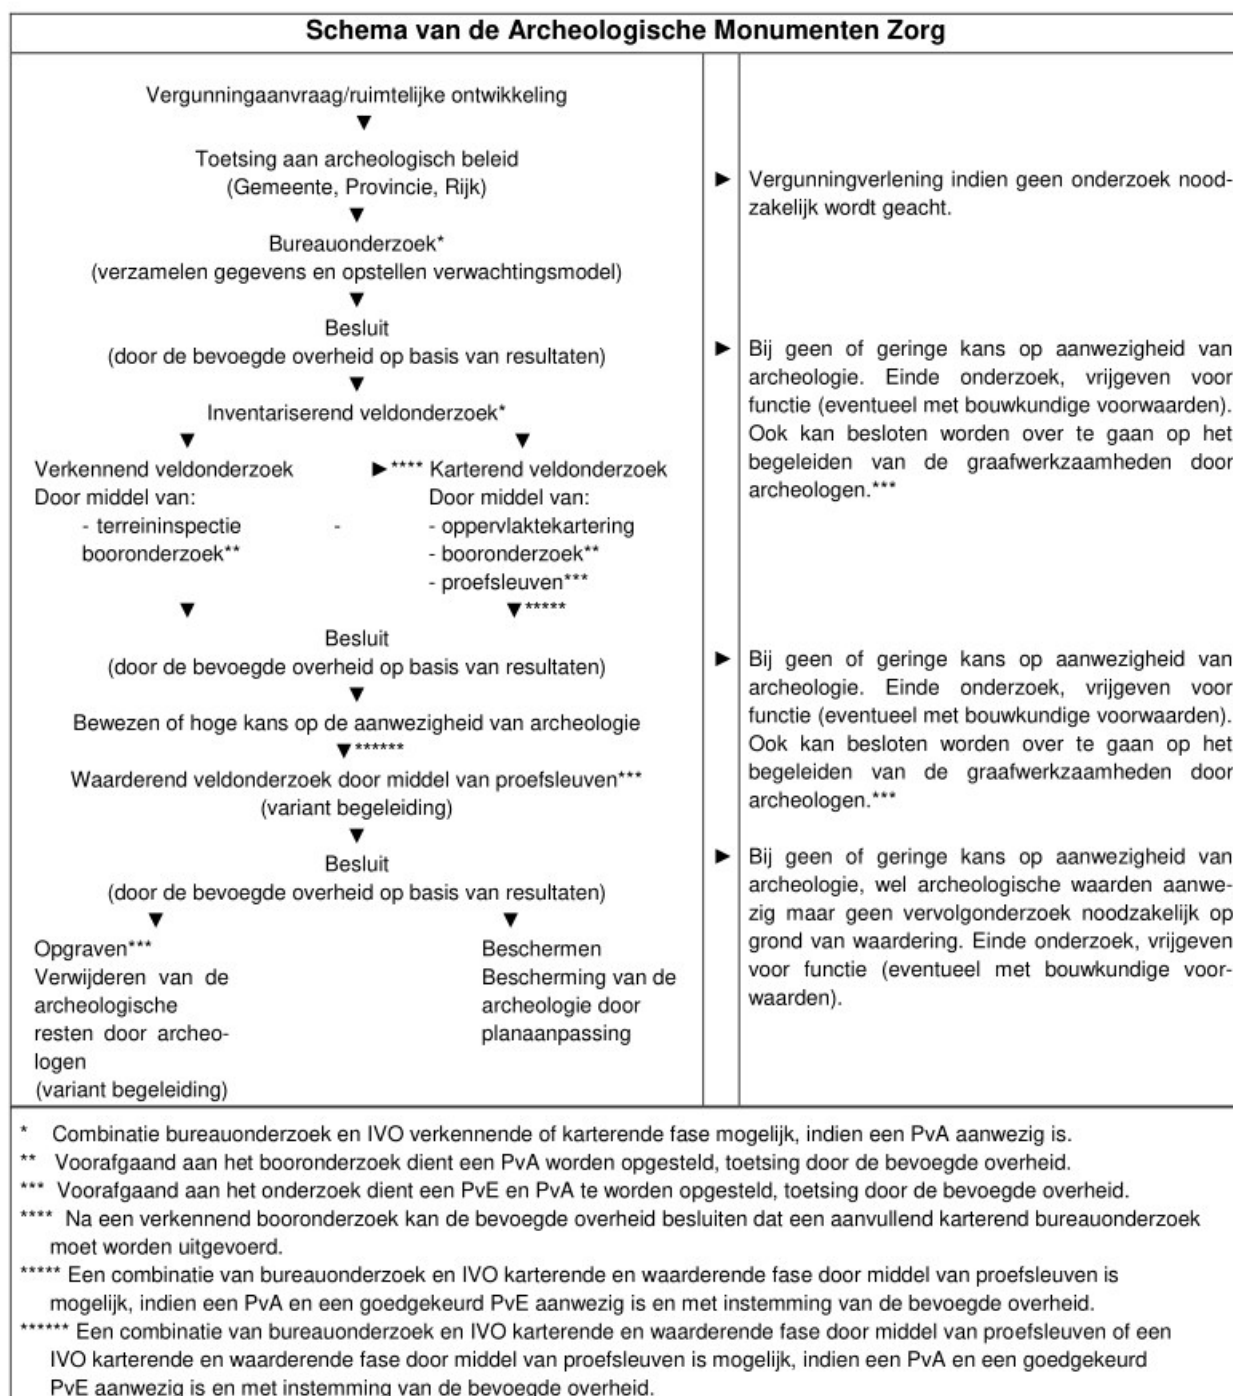 Schema van de Archeologische Monumenten Zorg
Vergunningaanvraag/ruimtelijke ontwikkeling
▼
Toetsing aan archeologisch beleid
(Gemeente, Provincie, Rijk)
▼
Bureauonderzoek*
(verzamelen gegevens en opstellen verwachtingsmodel)
▼
Besluit
(door de bevoegde overheid op basis van resultaten)
▼
Inventariserend veldonderzoek*
▼ ▼
Verkennend veldonderzoek ►**** Karterend veldonderzoek
Door middel van: Door middel van:
- terreininspectie - - oppervlaktekartering
booronderzoek** - booronderzoek**
- proefsleuven***
▼ ▼*****
Besluit
(door de bevoegde overheid op basis van resultaten)
▼
Bewezen of hoge kans op de aanwezigheid van archeologie
▼******
Waarderend veldonderzoek door middel van proefsleuven***
(variant begeleiding)
▼
Besluit
(door de bevoegde overheid op basis van resultaten)
▼ ▼
Opgraven***
Verwijderen van de
archeologische
resten door archeo-
logen
(variant begeleiding)
Beschermen
Bescherming van de
archeologie door
planaanpassing
► Vergunningverlening indien geen onderzoek nood-
zakelijk wordt geacht.
► Bij geen of geringe kans op aanwezigheid van
archeologie. Einde onderzoek, vrijgeven voor
functie (eventueel met bouwkundige voorwaarden).
Ook kan besloten worden over te gaan op het
begeleiden van de graafwerkzaamheden door
archeologen.***
► Bij geen of geringe kans op aanwezigheid van
archeologie. Einde onderzoek, vrijgeven voor
functie (eventueel met bouwkundige voorwaarden).
Ook kan besloten worden over te gaan op het
begeleiden van de graafwerkzaamheden door
archeologen.***
► Bij geen of geringe kans op aanwezigheid van
archeologie, wel archeologische waarden aanwe-
zig maar geen vervolgonderzoek noodzakelijk op
grond van waardering. Einde onderzoek, vrijgeven
voor functie (eventueel met bouwkundige voor-
waarden).
* Combinatie bureauonderzoek en IVO verkennende of karterende fase mogelijk, indien een PvA aanwezig is.
** Voorafgaand aan het booronderzoek dient een PvA worden opgesteld, toetsing door de bevoegde overheid.
*** Voorafgaand aan het onderzoek dient een PvE en PvA te worden opgesteld, toetsing door de bevoegde overheid.
**** Na een verkennend booronderzoek kan de bevoegde overheid besluiten dat een aanvullend karterend bureauonderzoek
moet worden uitgevoerd.
***** Een combinatie van bureauonderzoek en IVO karterende en waarderende fase door middel van proefsleuven is
mogelijk, indien een PvA en een goedgekeurd PvE aanwezig is en met instemming van de bevoegde overheid.
****** Een combinatie van bureauonderzoek en IVO karterende en waarderende fase door middel van proefsleuven of een
IVO karterende en waarderende fase door middel van proefsleuven is mogelijk, indien een PvA en een goedgekeurd
PvE aanwezig is en met instemming van de bevoegde overheid.